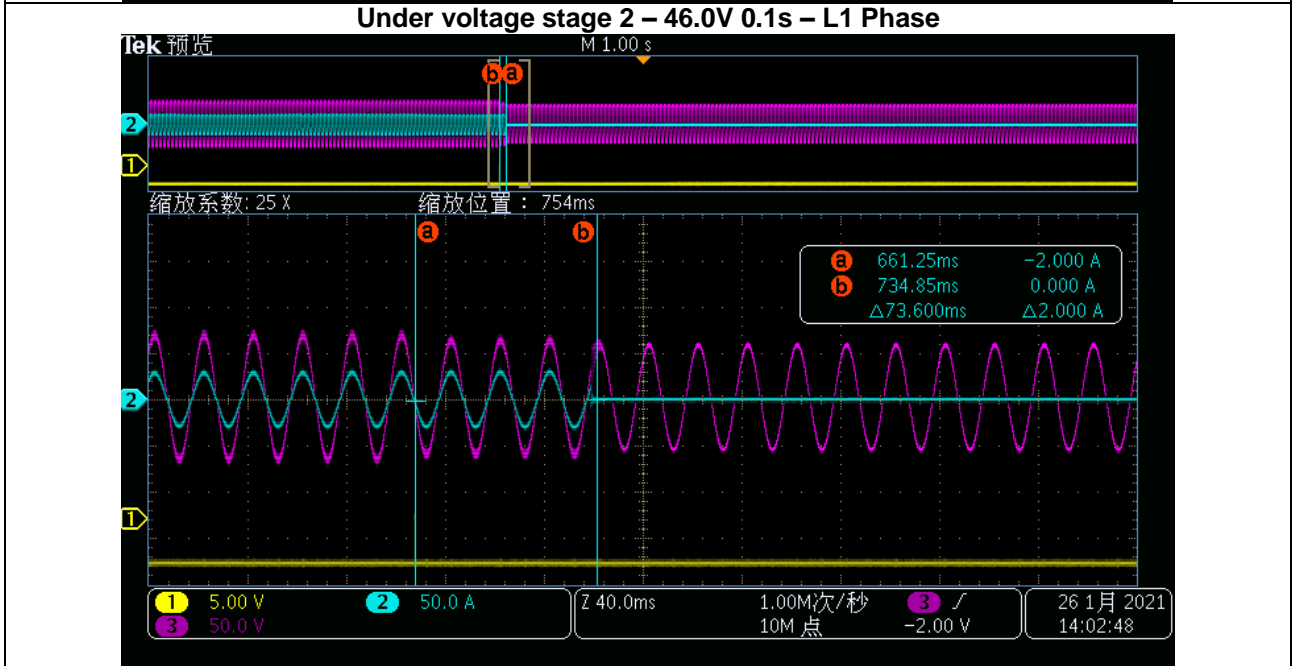 Under voltage stage 2 – 46.0V 0.1s – L1 Phase
Tek 预览 M 1.00 s
b a
2
1
缩放系数: 25 X 缩放位置： 754ms
a b
a 661.25ms −2.000 A
b 734.85ms 0.000 A
△73.600ms △2.000 A
2
1
1 5.00 V 2 50.0 A Z 40.0ms 1.00M次/秒 3 / 26 1月 2021
3 50.0 V 10M 点 −2.00 V 14:02:48